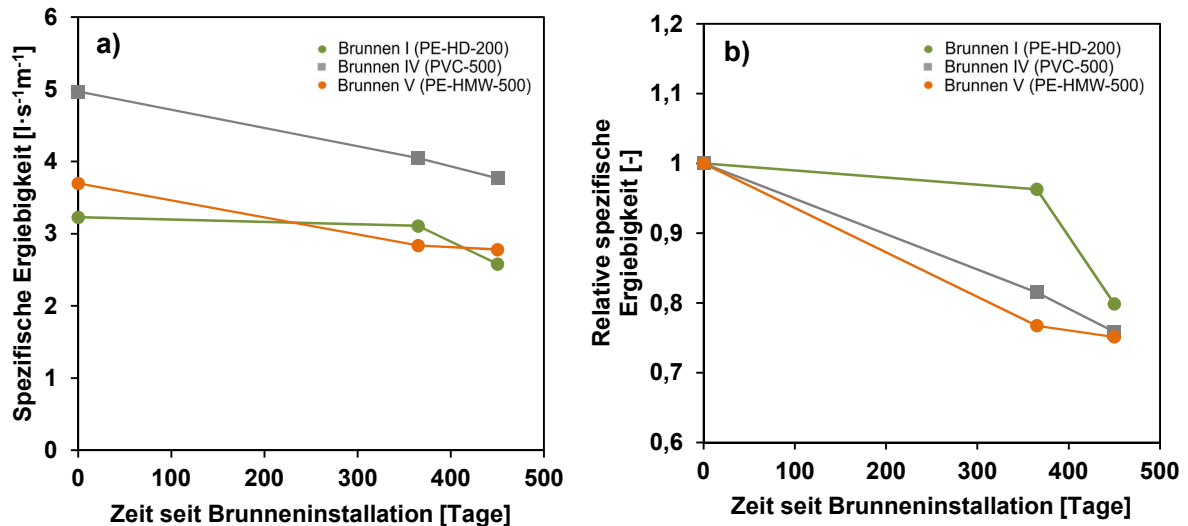 a)
Brunnen I (PE-HD-200)
Brunnen IV (PVC-500)
Brunnen V (PE-HMW-500)
Spezifische Ergiebigkeit [l·s⁻¹m⁻¹]
6
5
4
3
2
1
0
0 100 200 300 400 500
Zeit seit Brunneninstallation [Tage]
b)
Brunnen I (PE-HD-200)
Brunnen IV (PVC-500)
Brunnen V (PE-HMW-500)
Relative spezifische
Ergiebigkeit [-]
1,2
1,1
1
0,9
0,8
0,7
0,6
0 100 200 300 400 500
Zeit seit Brunneninstallation [Tage]